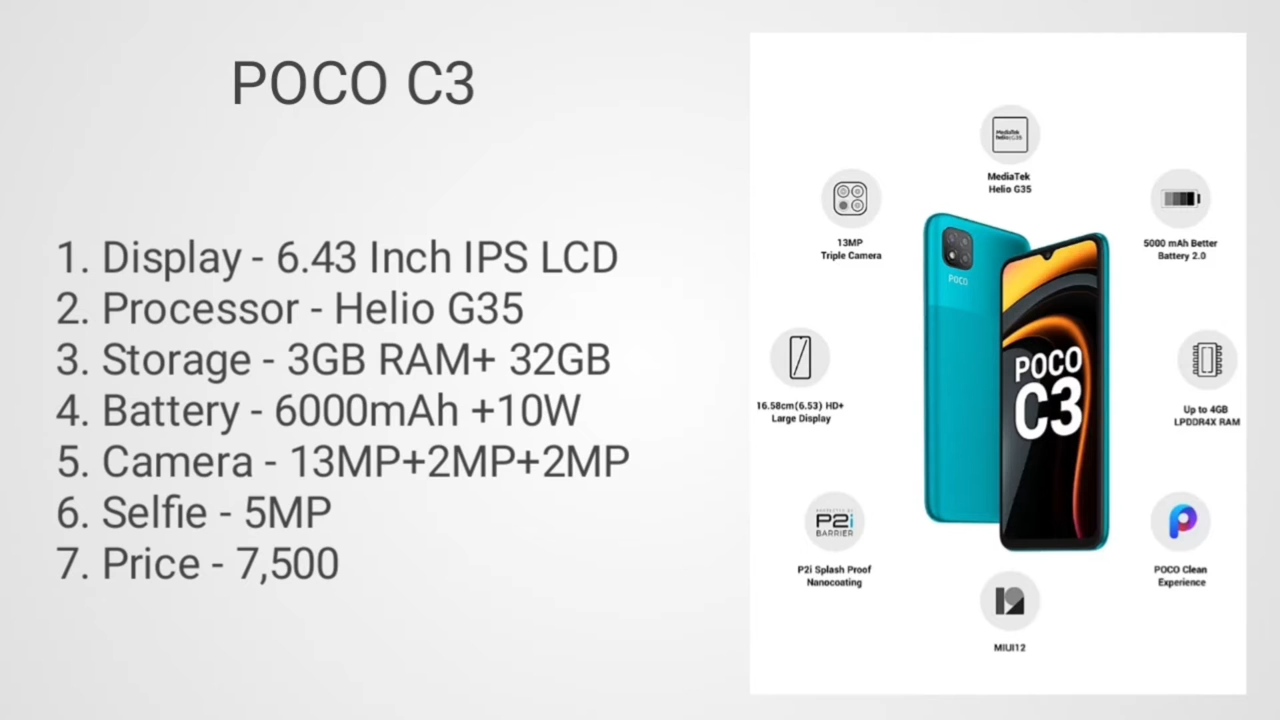 POCO C3
1. Display - 6.43 Inch IPS LCD
2. Processor - Helio G35
3. Storage - 3GB RAM+ 32GB
4. Battery - 6000mAh +10W
5. Camera - 13MP+2MP+2MP
6. Selfie - 5MP
7. Price - 7,500
MediaTek
helio G35
MediaTek
Helio G35
13MP
Triple Camera
5000 mAh Better
Battery 2.0
POCO
POCO
C3
16.58cm(6.53) HD+
Large Display
Up to 4GB
LPDDR4X RAM
P2i
BARRIER
P2i Splash Proof
Nanocoating
POCO Clean
Experience
MIUI12